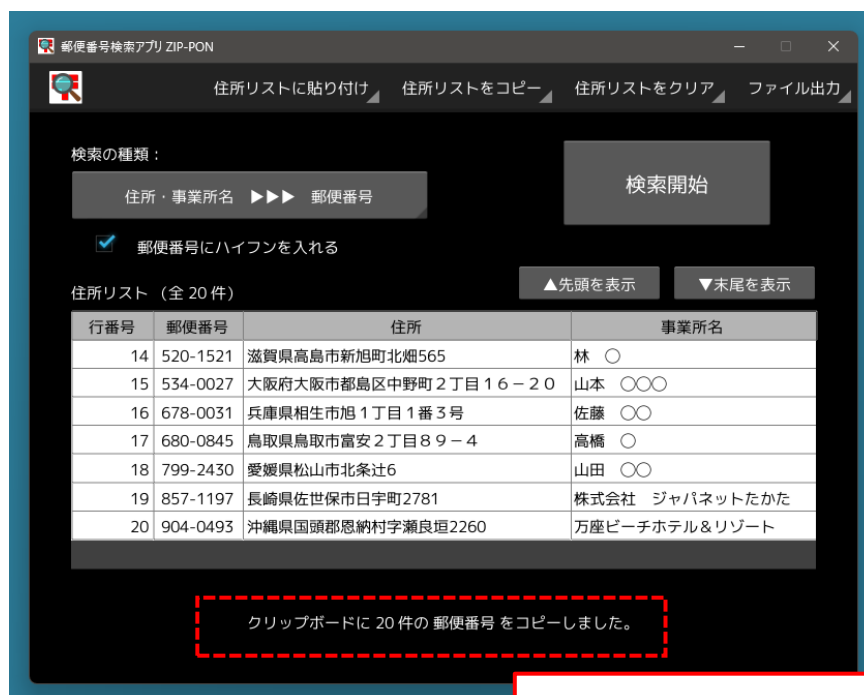 郵便番号検索アプリ ZIP-PON
住所リストに貼り付け 住所リストをコピー 住所リストをクリア ファイル出力
検索の種類：
住所・事業所名 ▶▶▶ 郵便番号
検索開始
郵便番号にハイフンを入れる
▲先頭を表示 ▼末尾を表示
住所リスト （全 20 件）
行番号 郵便番号 住所 事業所名
14 520-1521 滋賀県高島市新旭町北畑565 林　○
15 534-0027 大阪府大阪市都島区中野町２丁目１６－２０ 山本　○○○
16 678-0031 兵庫県相生市旭１丁目１番３号 佐藤　○○
17 680-0845 鳥取県鳥取市富安２丁目８９－４ 高橋　○
18 799-2430 愛媛県松山市北条辻6 山田　○○
19 857-1197 長崎県佐世保市日宇町2781 株式会社　ジャパネットたかた
20 904-0493 沖縄県国頭郡恩納村字瀬良垣2260 万座ビーチホテル＆リゾート
クリップボードに 20 件の 郵便番号 をコピーしました。